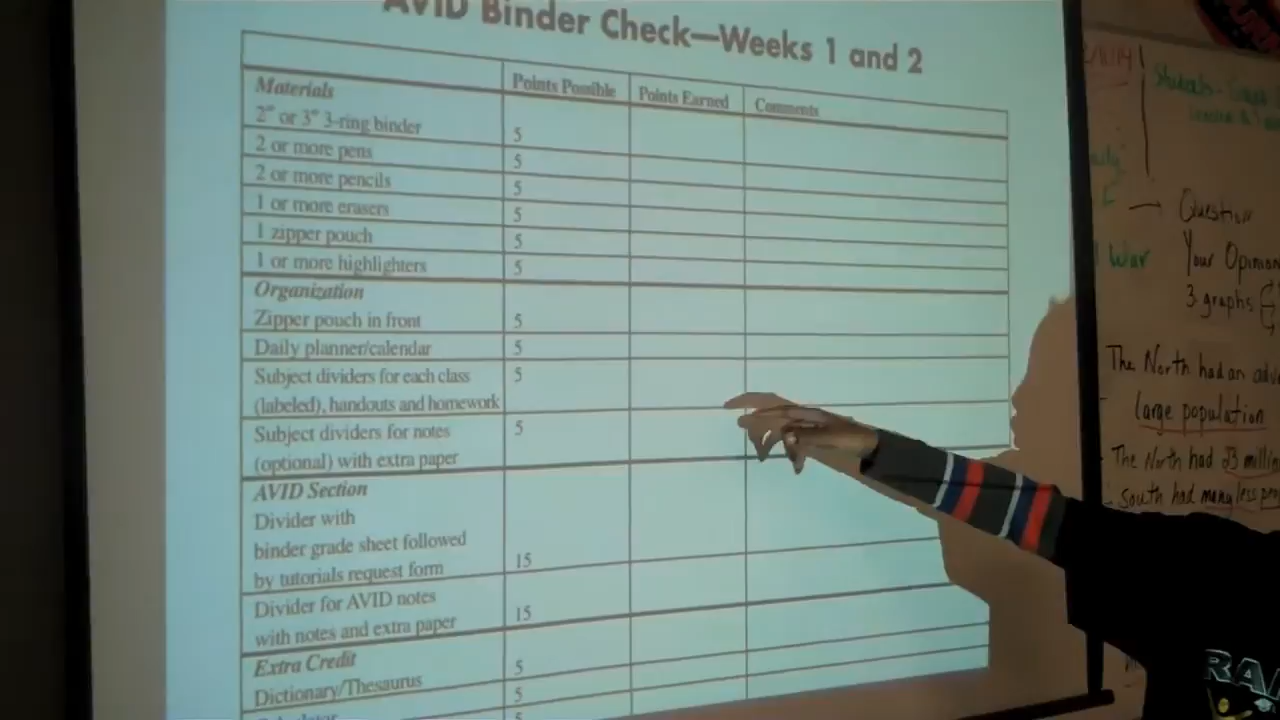 AVID Binder Check—Weeks 1 and 2
Points Possible Points Earned Comments
Materials
2" or 3" 3-ring binder 5
2 or more pens 5
2 or more pencils 5
1 or more erasers 5
1 zipper pouch 5
1 or more highlighters 5
Organization
Zipper pouch in front 5
Daily planner/calendar 5
Subject dividers for each class 5
(labeled), handouts and homework
Subject dividers for notes 5
(optional) with extra paper
AVID Section
Divider with
binder grade sheet followed
by tutorials request form 15
Divider for AVID notes
with notes and extra paper 15
Extra Credit
Dictionary/Thesaurus 5
5
5
Students -
Question
War Your Opinion
3 graphs
The North had an
large population
The North had 23
South had many less
RA